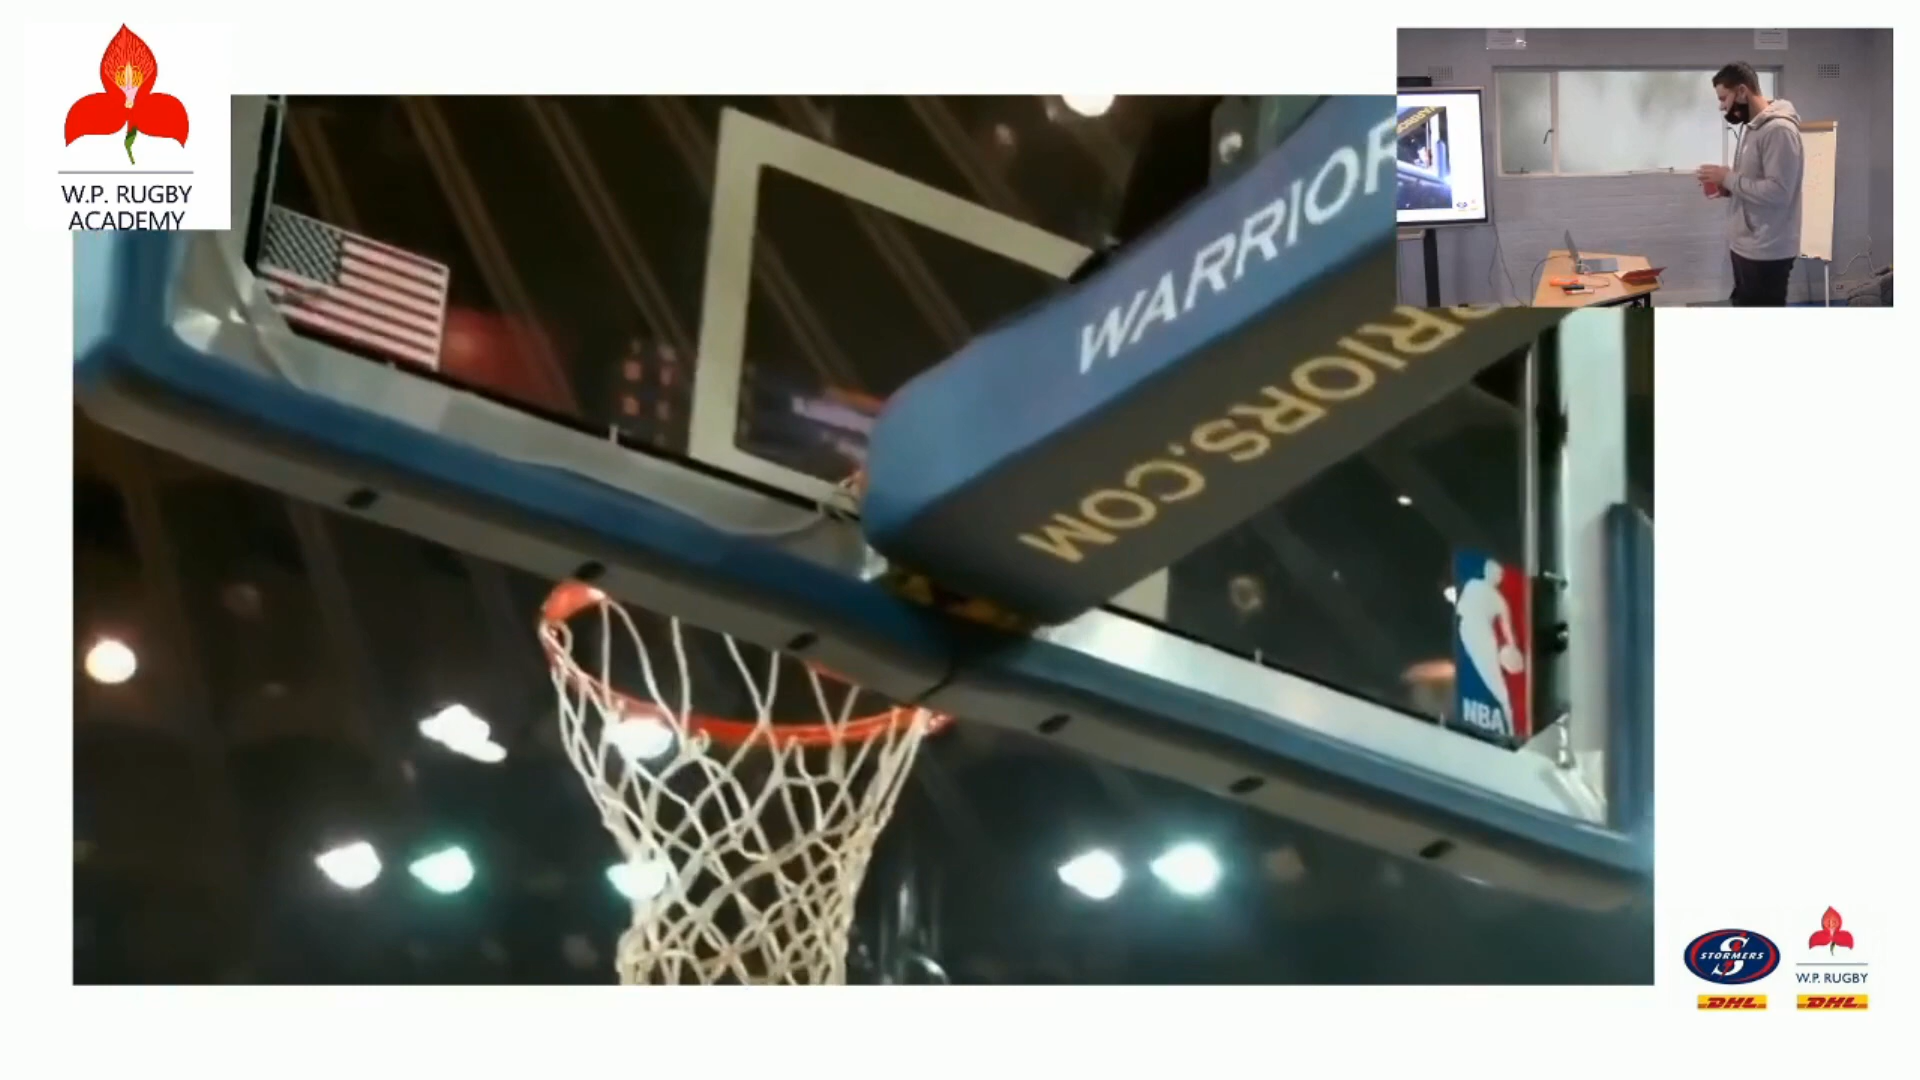 W.P. RUGBY
ACADEMY
WARRIOR
RIORS.COM
NBA
STORMERS
DHL
W.P. RUGBY
DHL